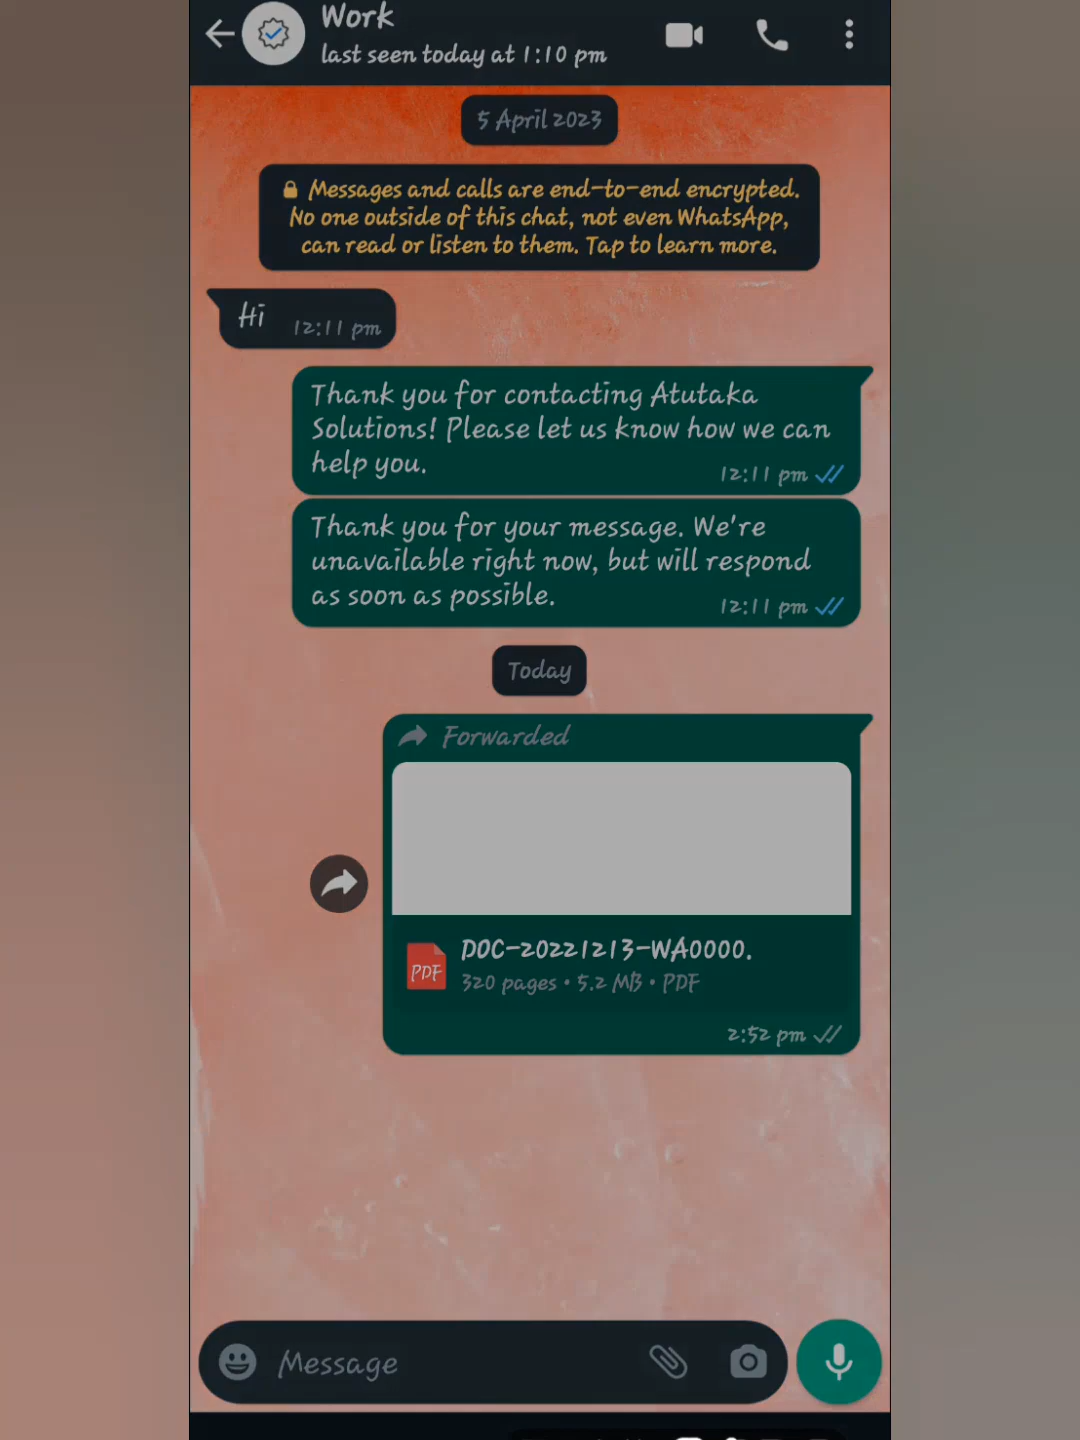 Work
last seen today at 1:10 pm
5 April 2023
Messages and calls are end-to-end encrypted.
No one outside of this chat, not even WhatsApp,
can read or listen to them. Tap to learn more.
Hi
12:11 pm
Thank you for contacting Atutaka
Solutions! Please let us know how we can
help you.
12:11 pm
Thank you for your message. We're
unavailable right now, but will respond
as soon as possible.
12:11 pm
Today
Forwarded
PDF
DOC-20221213-WA0000.
320 pages • 5.2 MB • PDF
2:52 pm
Message